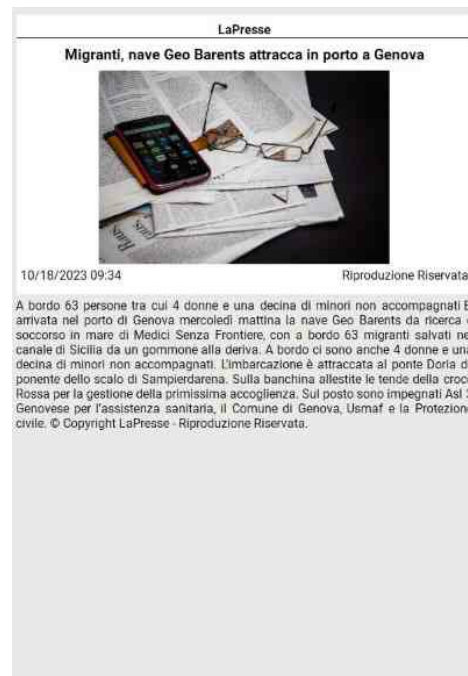 LaPresse
Migranti, nave Geo Barents attracca in porto a Genova
10/18/2023 09:34 Riproduzione Riservata
A bordo 63 persone tra cui 4 donne e una decina di minori non accompagnati
arrivata nel porto di Genova mercoledì mattina la nave Geo Barents da ricerca
soccorso in mare di Medici Senza Frontiere, con a bordo 63 migranti salvati
canale di Sicilia da un gommone alla deriva. A bordo ci sono anche 4 donne e
decina di minori non accompagnati. L'imbarcazione è attraccata al ponte Doria
ponente dello scalo di Sampierdarena. Sulla banchina allestite le tende della
Rossa per la gestione della primissima accoglienza. Sul posto sono impegnati Asl
Genovese per l'assistenza sanitaria, il Comune di Genova, Usmaf e la
civile. © Copyright LaPresse - Riproduzione Riservata.